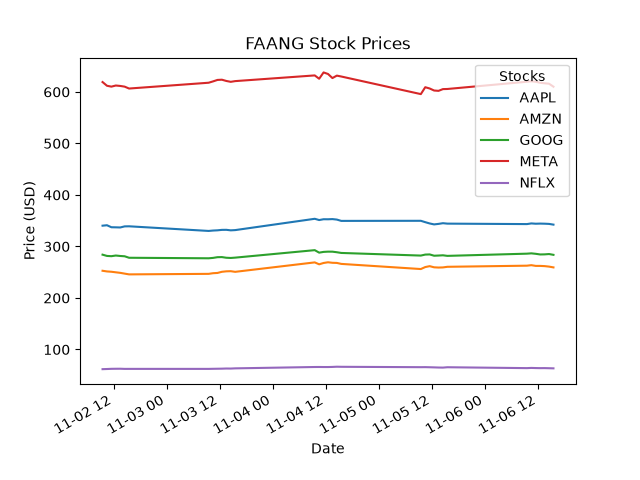 FAANG Stock Prices
Stocks
AAPL
AMZN
GOOG
META
NFLX
Price (USD)
600
500
400
300
200
100
11-02 12
11-03 00
11-03 12
11-04 00
11-04 12
11-05 00
11-05 12
11-06 00
11-06 12
Date